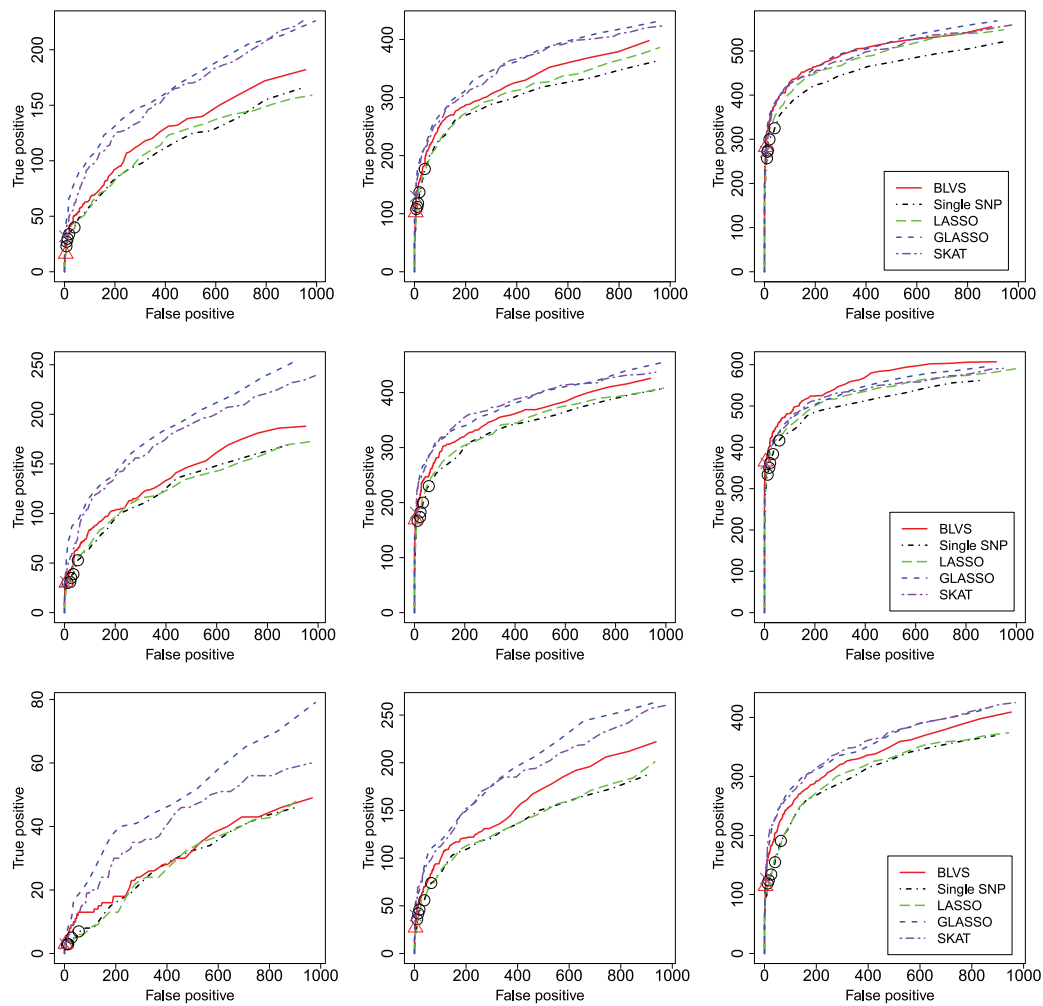 True positive
0 50 100 150 200
0 200 400 600 800 1000
False positive
True positive
0 100 200 300 400
0 200 400 600 800 1000
False positive
True positive
0 100 200 300 400 500
0 200 400 600 800 1000
False positive
BLVS
Single SNP
LASSO
GLASSO
SKAT
True positive
0 50 100 150 200 250
0 200 400 600 800 1000
False positive
True positive
0 100 200 300 400
0 200 400 600 800 1000
False positive
True positive
0 100 200 300 400 500 600
0 200 400 600 800 1000
False positive
BLVS
Single SNP
LASSO
GLASSO
SKAT
True positive
0 20 40 60 80
0 200 400 600 800 1000
False positive
True positive
0 50 100 150 200 250
0 200 400 600 800 1000
False positive
True positive
0 100 200 300 400
0 200 400 600 800 1000
False positive
BLVS
Single SNP
LASSO
GLASSO
SKAT